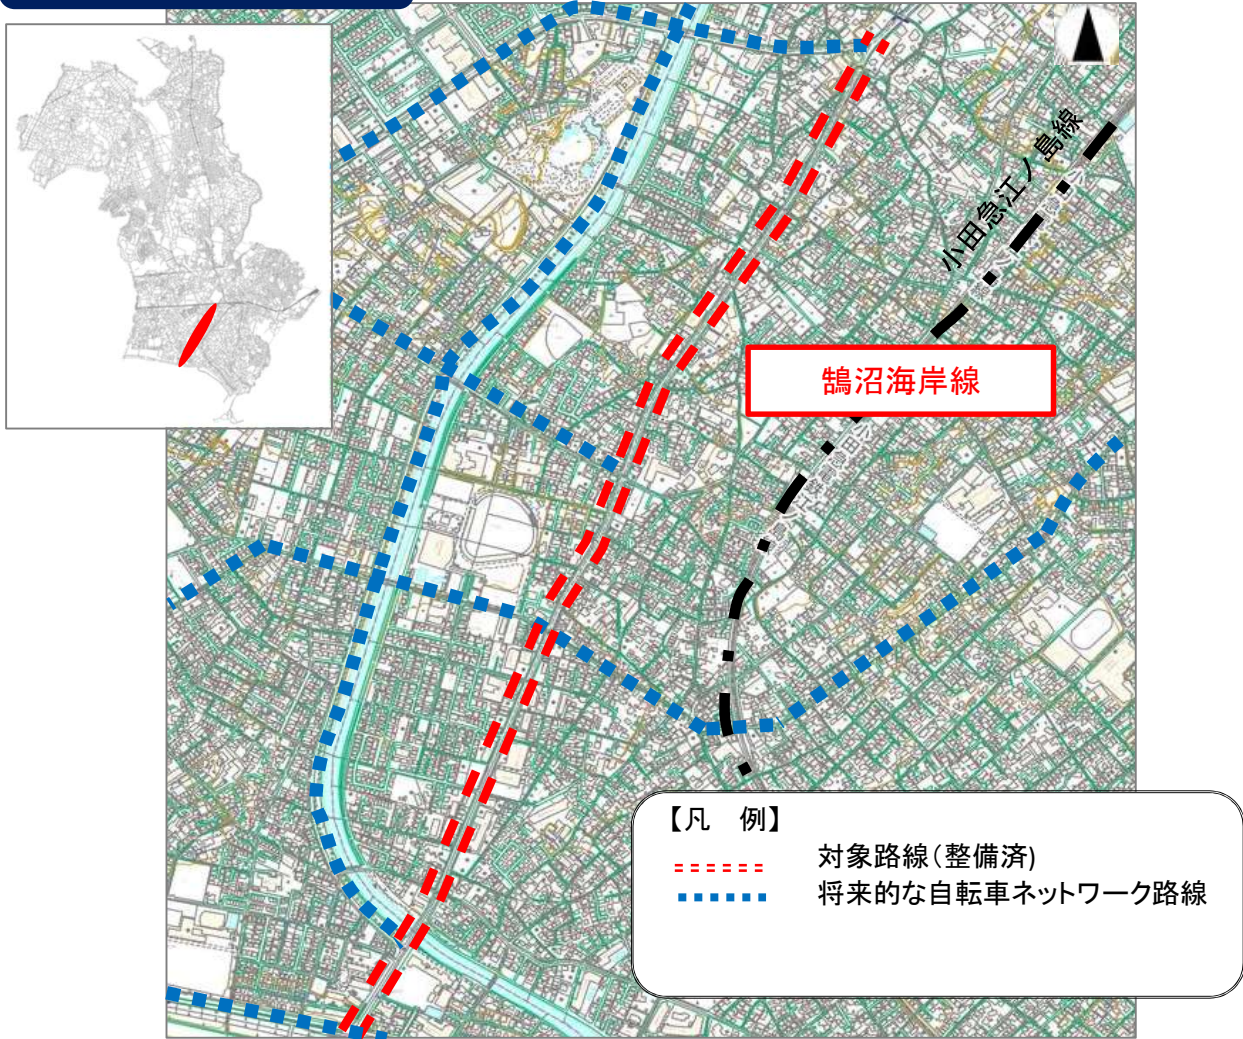 小田急江ノ島線
鵠沼海岸線
【凡　例】
対象路線(整備済)
将来的な自転車ネットワーク路線